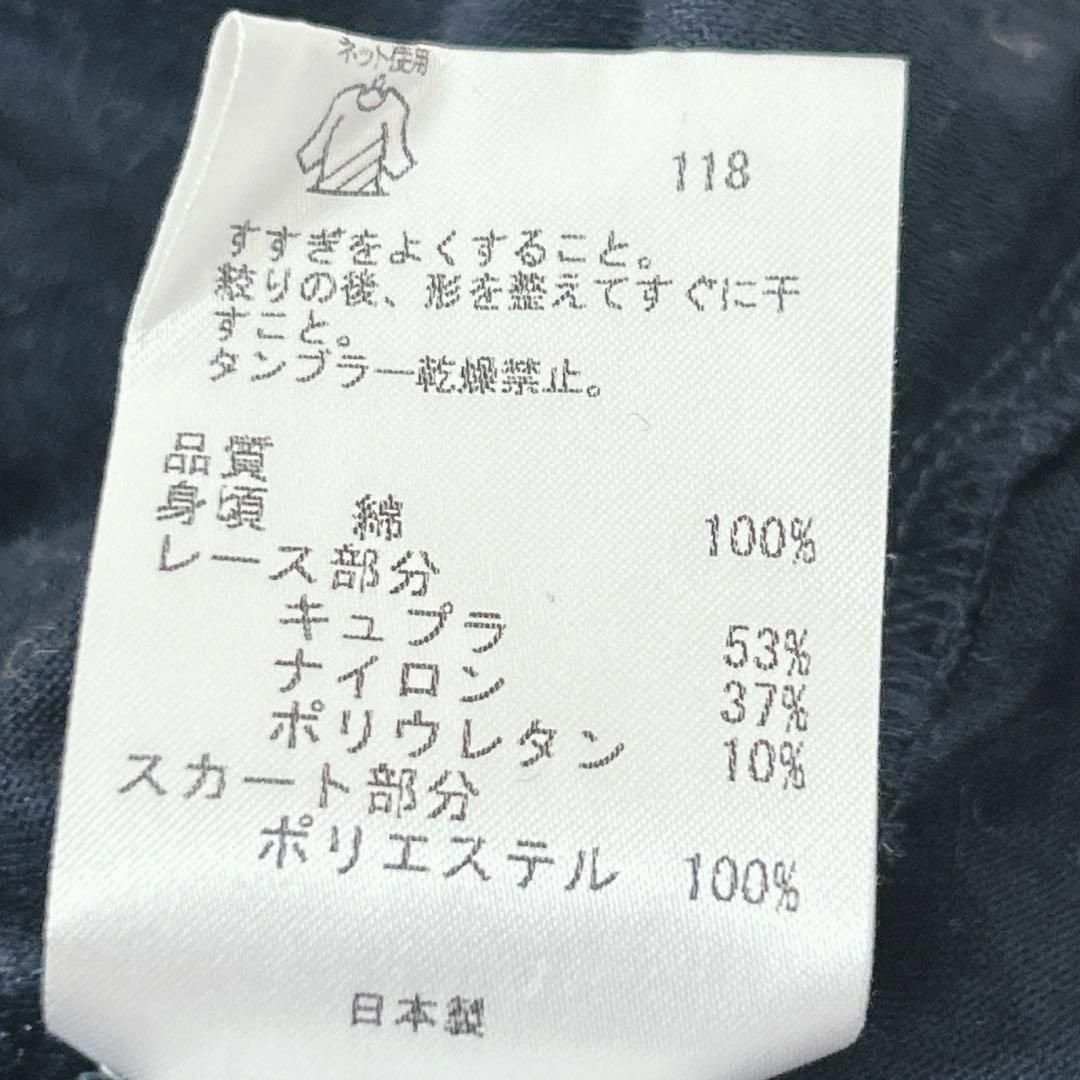 ネット使用
118
すすぎをよくすること。
絞りの後、形を整えてすぐに干
すこと。
タンブラー乾燥禁止。
品質
身頃 綿 100%
レース部分
キュプラ 53%
ナイロン 37%
ポリウレタン 10%
スカート部分
ポリエステル 100%
日本製